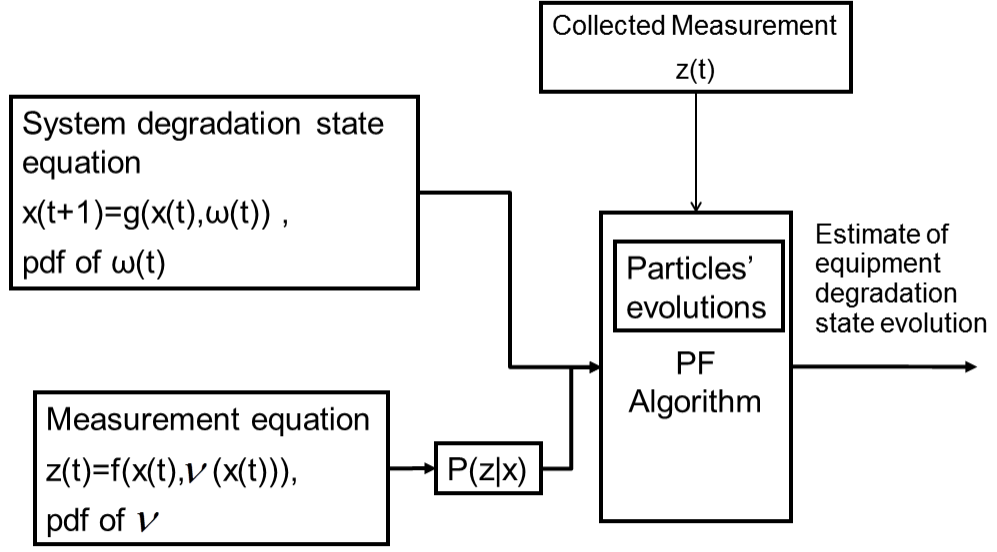 Collected Measurement
z(t)
System degradation state
equation
x(t+1)=g(x(t),ω(t)) ,
pdf of ω(t)
Particles’
evolutions
PF
Algorithm
Estimate of
equipment
degradation
state evolution
Measurement equation
z(t)=f(x(t),ν (x(t))),
pdf of ν
P(z|x)